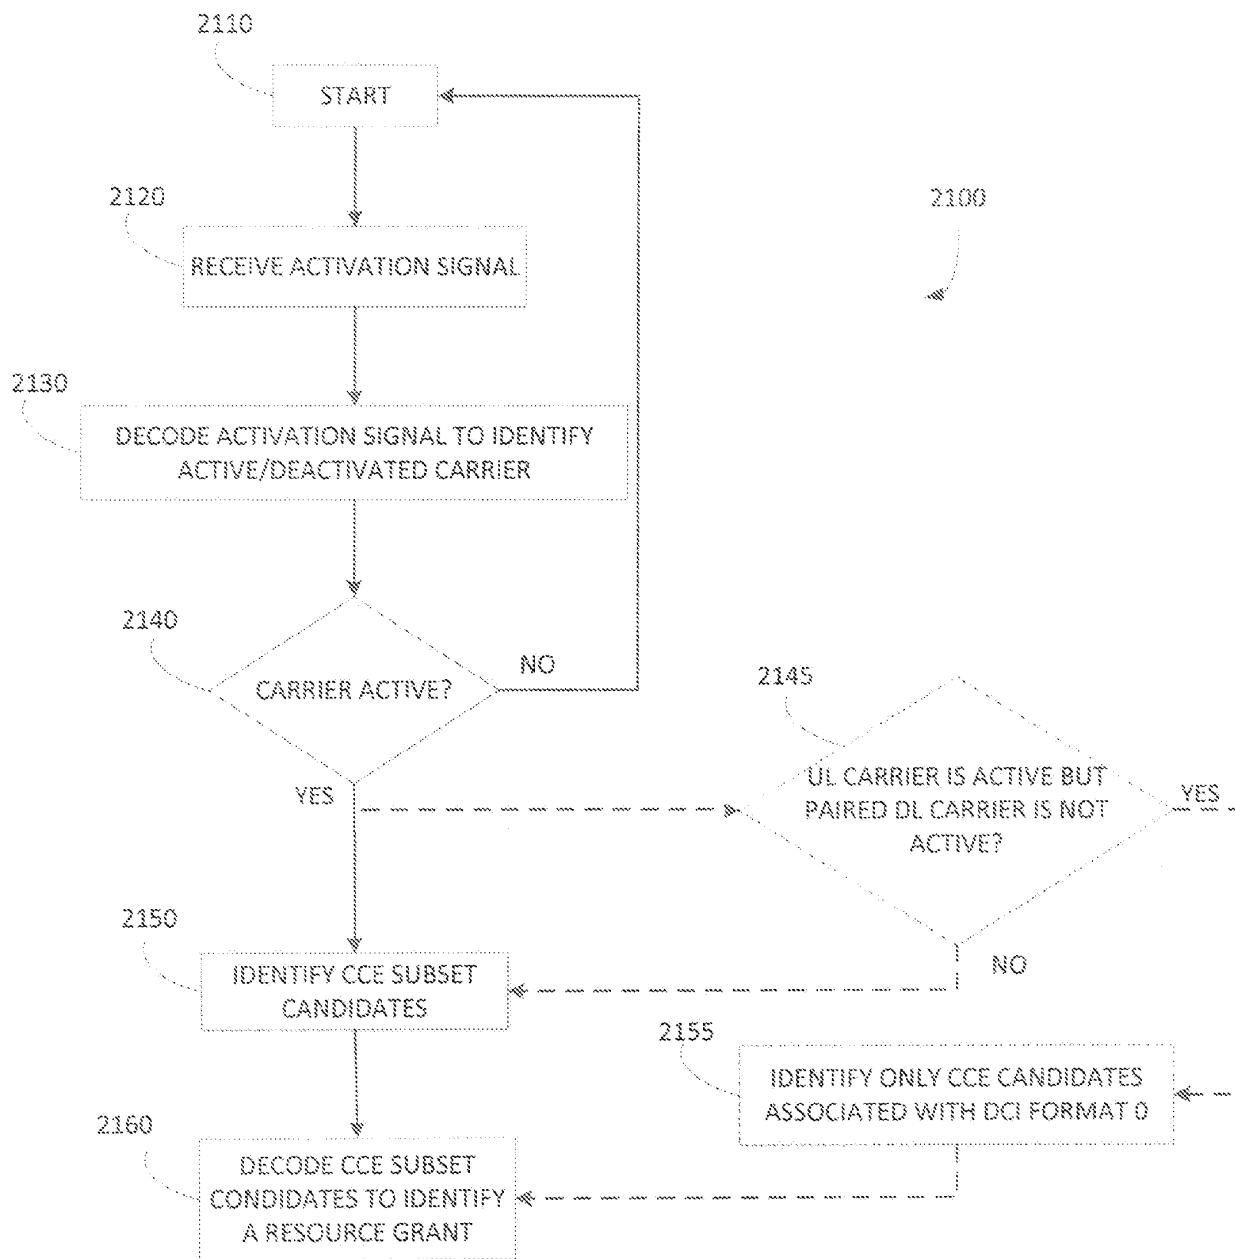 2110
START
2120
2100
RECEIVE ACTIVATION SIGNAL
2130
DECODE ACTIVATION SIGNAL TO IDENTIFY
ACTIVE/DEACTIVATED CARRIER
2140
NO
CARRIER ACTIVE?
2145
YES
UL CARRIER IS ACTIVE BUT
PAIRED DL CARRIER IS NOT
ACTIVE?
YES
2150
NO
IDENTIFY CCE SUBSET
CANDIDATES
2155
IDENTIFY ONLY CCE CANDIDATES
ASSOCIATED WITH DCI FORMAT 0
2160
DECODE CCE SUBSET
CONDIDATES TO IDENTIFY
A RESOURCE GRANT